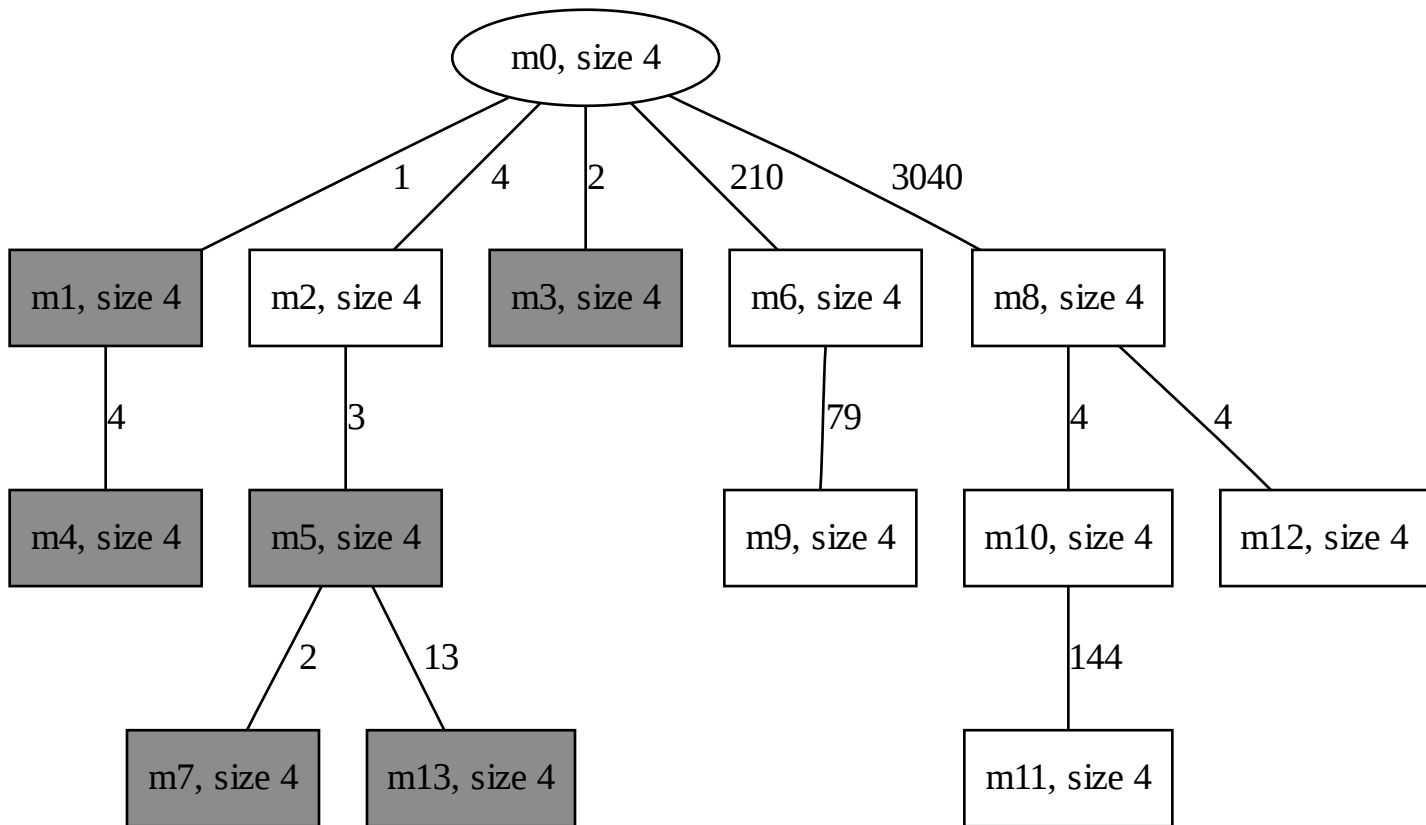 m0, size 4
1
4
2
210
3040
m1, size 4
m2, size 4
m3, size 4
m6, size 4
m8, size 4
4
3
79
4
4
m4, size 4
m5, size 4
m9, size 4
m10, size 4
m12, size 4
2
13
144
m7, size 4
m13, size 4
m11, size 4